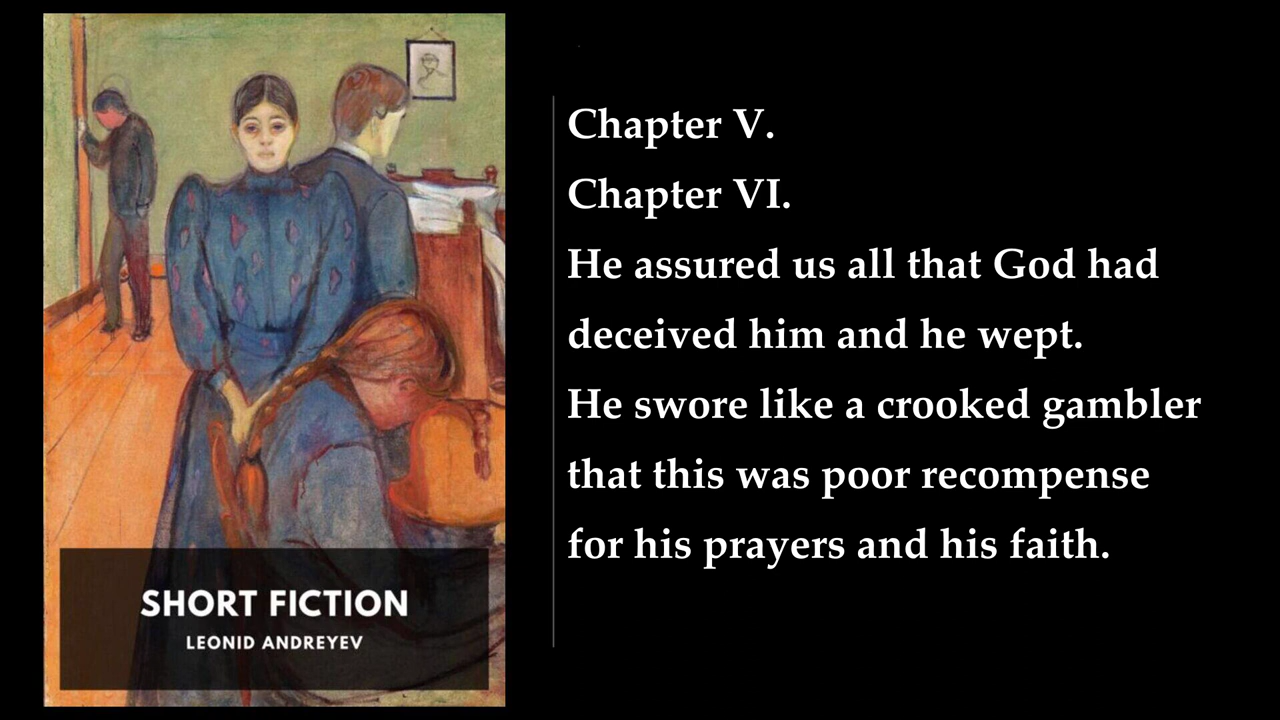 SHORT FICTION
LEONID ANDREYEV
Chapter V.
Chapter VI.
He assured us all that God had
deceived him and he wept.
He swore like a crooked gambler
that this was poor recompense
for his prayers and his faith.